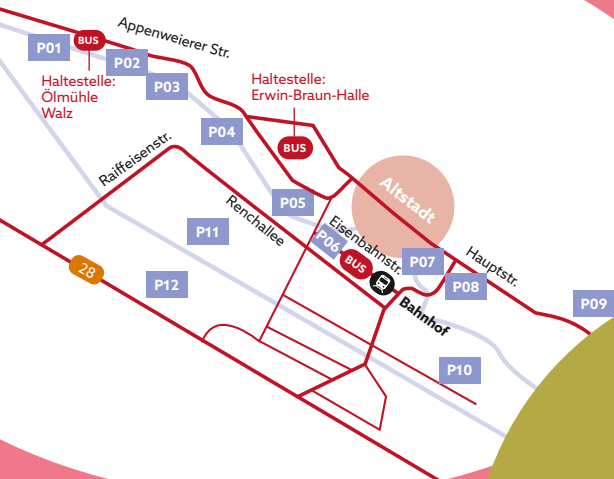 Appenweierer Str.
P01
BUS
P02
P03
Haltestelle:
Ölmühle
Walz
Haltestelle:
Erwin-Braun-Halle
P04
BUS
Raiffeisenstr.
Altstadt
P05
Renchallee
P11
Eisenbahnstr.
P06
BUS
P07
Hauptstr.
28
P12
P08
Bahnhof
P09
P10